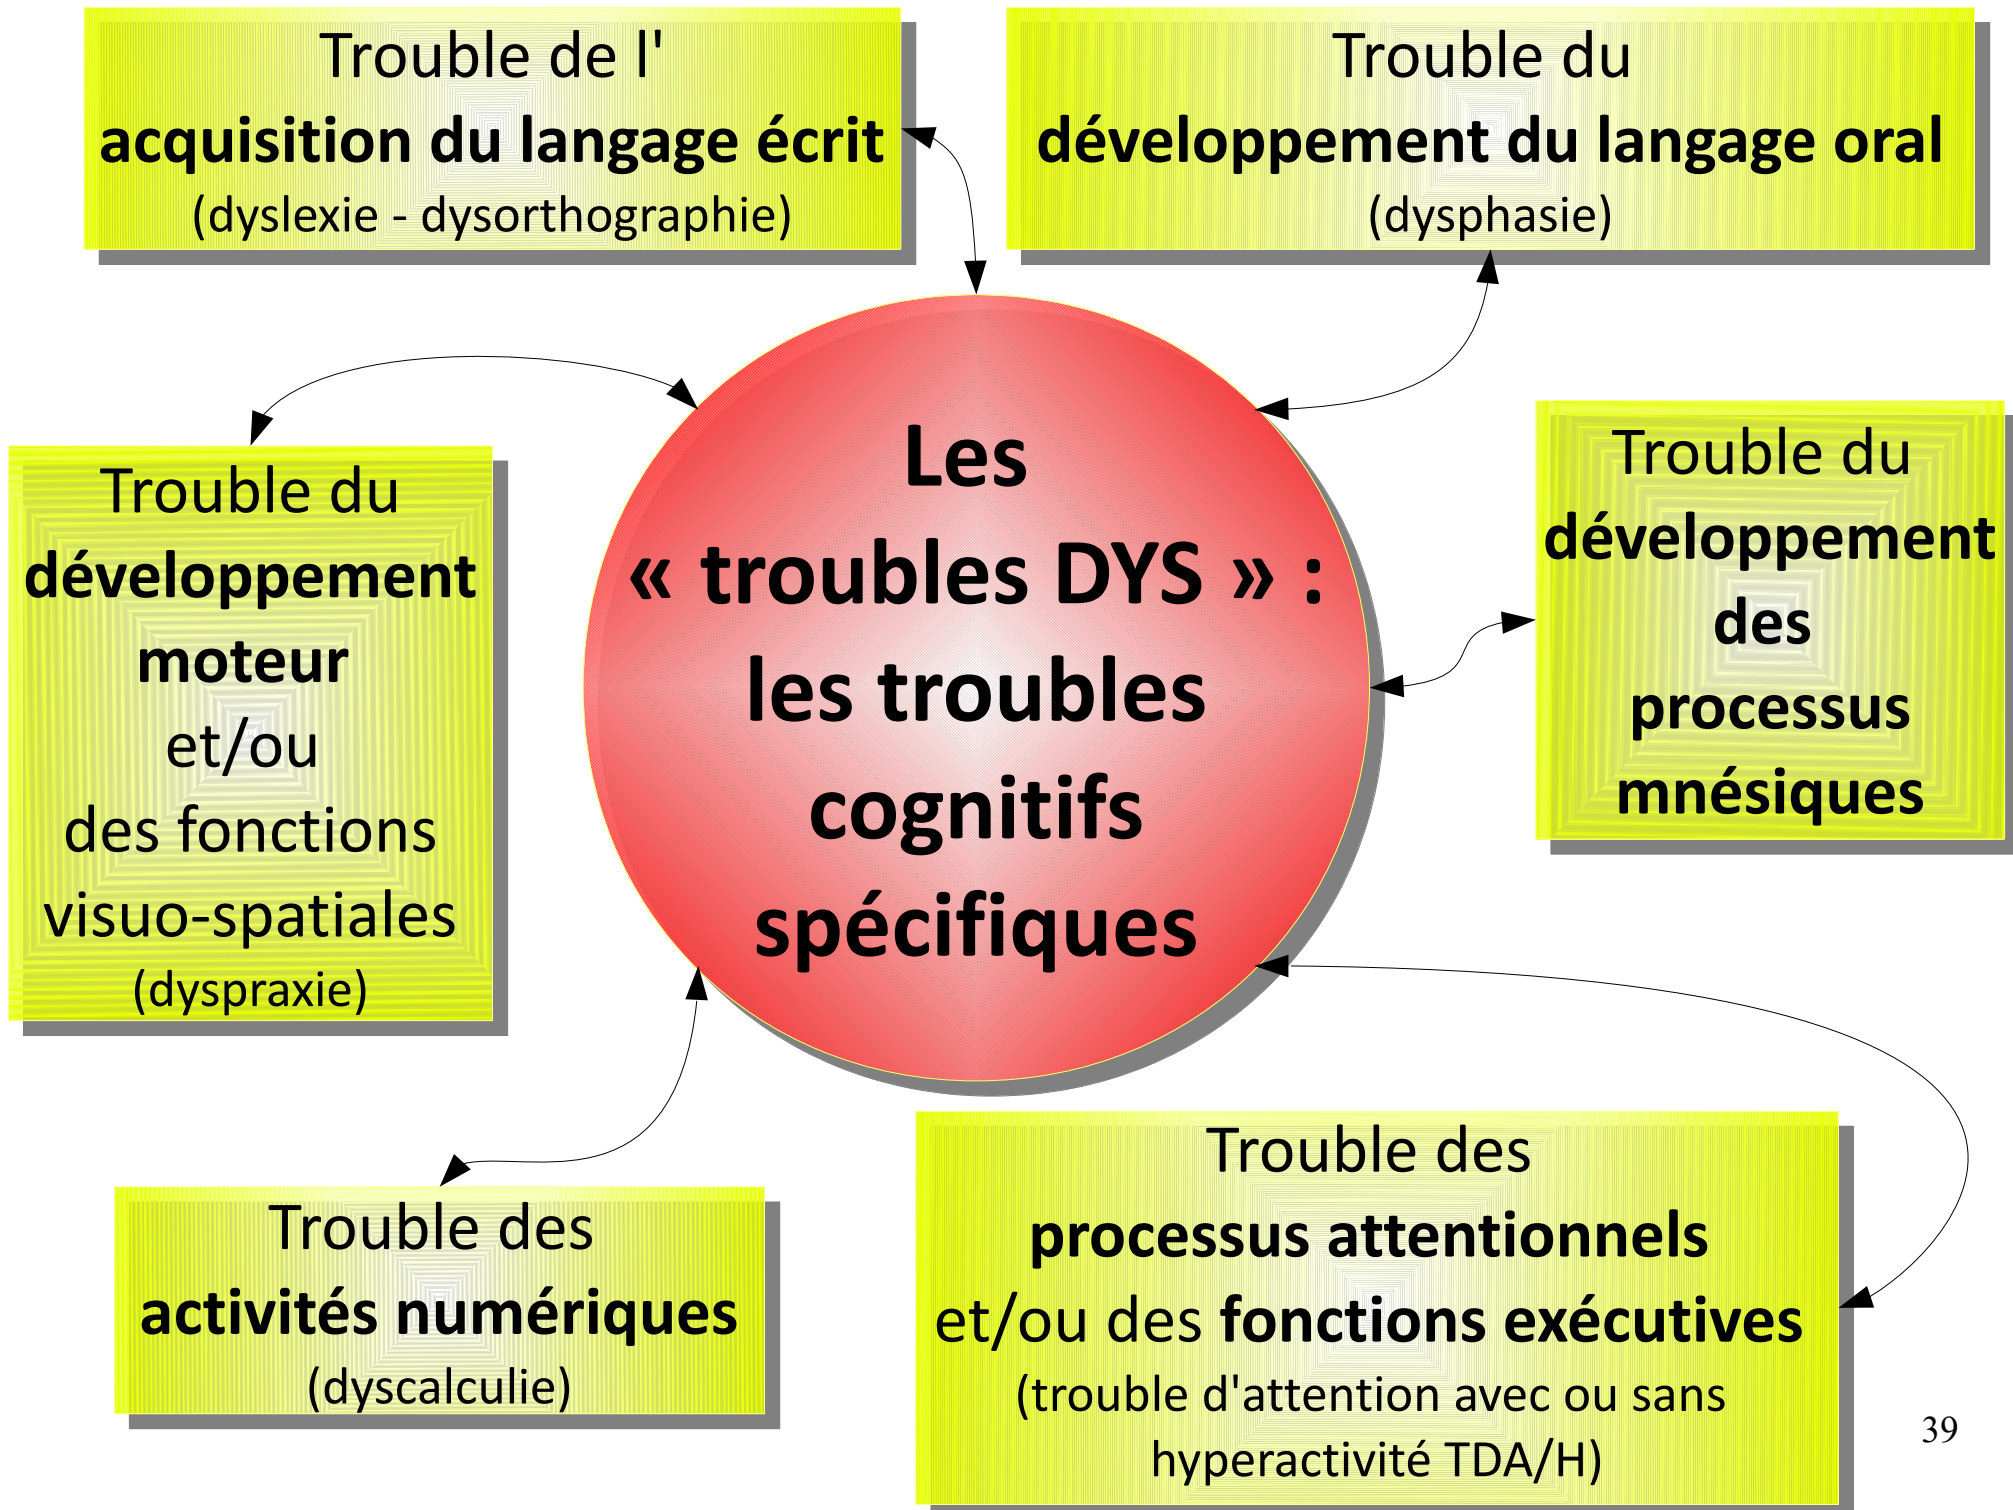 Trouble de l'
acquisition du langage écrit
(dyslexie - dysorthographie)
Trouble du
développement du langage oral
(dysphasie)
Trouble du
développement
moteur
et/ou
des fonctions
visuo-spatiales
(dyspraxie)
Les
« troubles DYS » :
les troubles
cognitifs
spécifiques
Trouble du
développement
des
processus
mnésiques
Trouble des
activités numériques
(dyscalculie)
Trouble des
processus attentionnels
et/ou des fonctions exécutives
(trouble d'attention avec ou sans
hyperactivité TDA/H)
39